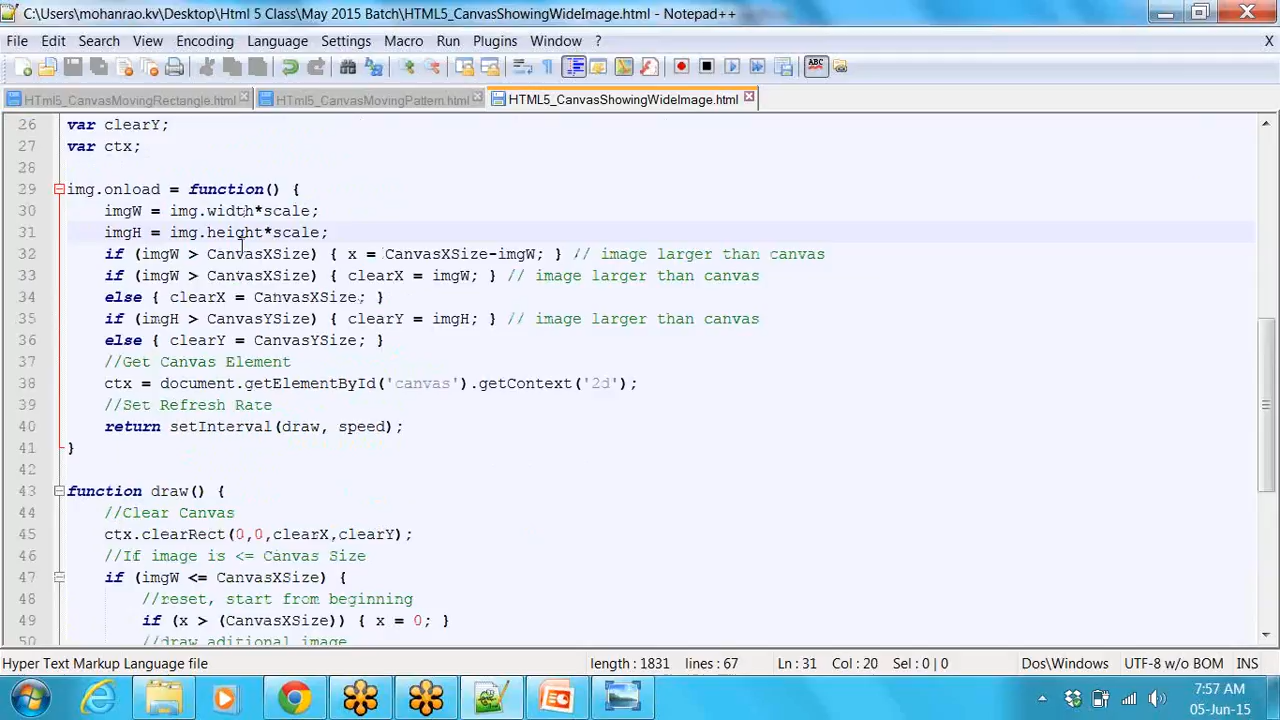 C:\Users\mohanrao.kv\Desktop\Html 5 Class\May 2015 Batch\HTML5_CanvasShowingWideImage.html - Notepad++
File Edit Search View Encoding Language Settings Macro Run Plugins Window ? X
HTml5_CanvasMovingRectangle.html HTml5_CanvasMovingPattern.html HTML5_CanvasShowingWideImage.html
26 var clearY;
27 var ctx;
28
29 img.onload = function() {
30 imgW = img.width*scale;
31 imgH = img.height*scale;
32 if (imgW > CanvasXSize) { x = CanvasXSize-imgW; } // image larger than canvas
33 if (imgW > CanvasXSize) { clearX = imgW; } // image larger than canvas
34 else { clearX = CanvasXSize; }
35 if (imgH > CanvasYSize) { clearY = imgH; } // image larger than canvas
36 else { clearY = CanvasYSize; }
37 //Get Canvas Element
38 ctx = document.getElementById('canvas').getContext('2d');
39 //Set Refresh Rate
40 return setInterval(draw, speed);
41 }
42
43 function draw() {
44 //Clear Canvas
45 ctx.clearRect(0,0,clearX,clearY);
46 //If image is <= Canvas Size
47 if (imgW <= CanvasXSize) {
48 //reset, start from beginning
49 if (x > (CanvasXSize)) { x = 0; }
50 //draw aditional image
Hyper Text Markup Language file length : 1831 lines : 67 Ln : 31 Col : 20 Sel : 0 | 0 Dos\Windows UTF-8 w/o BOM INS
7:57 AM
05-Jun-15